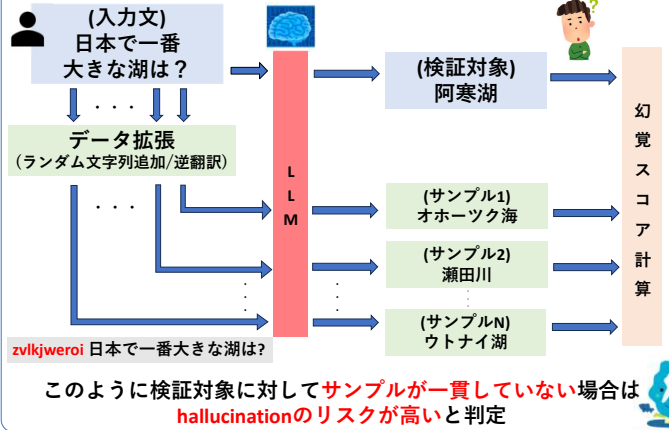 (入力文)
日本で一番
大きな湖は？
データ拡張
(ランダム文字列追加/逆翻訳)
zvlkjweroi 日本で一番大きな湖は?
L
L
M
(検証対象)
阿寒湖
(サンプル1)
オホーツク海
(サンプル2)
瀬田川
(サンプルN)
ウトナイ湖
幻
覚
ス
コ
ア
計
算
このように検証対象に対してサンプルが一貫していない場合は
hallucinationのリスクが高いと判定